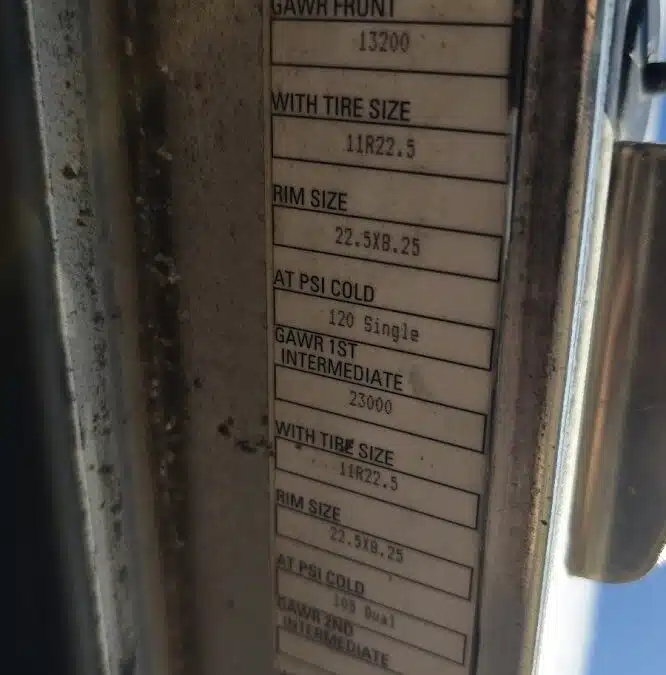 GAWR FRONT
13200
WITH TIRE SIZE
11R22.5
RIM SIZE
22.5X8.25
AT PSI COLD
120 Single
GAWR 1ST
INTERMEDIATE
23000
WITH TIRE SIZE
11R22.5
RIM SIZE
22.5X8.25
AT PSI COLD
105 Dual
GAWR 2ND
INTERMEDIATE